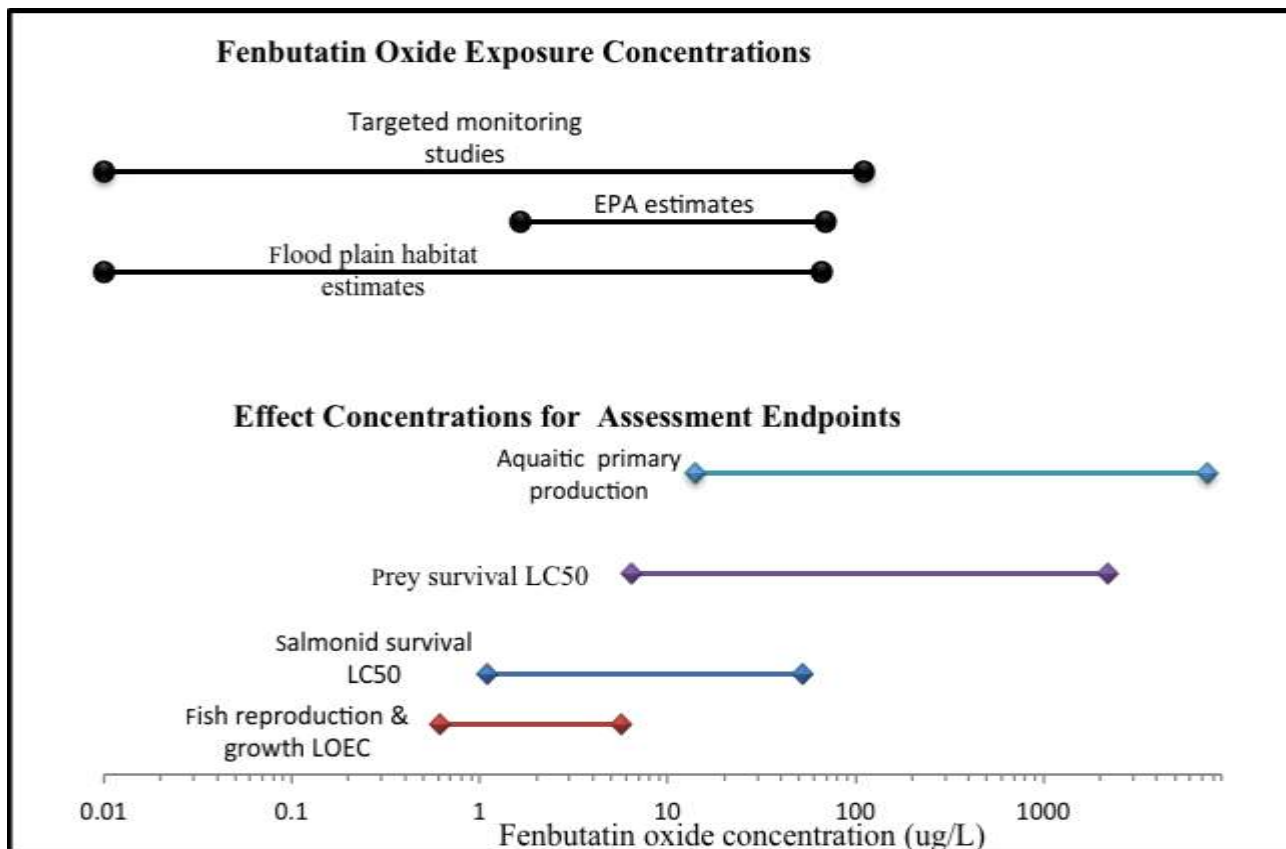 Fenbutatin Oxide Exposure Concentrations
Targeted monitoring
studies
EPA estimates
Flood plain habitat
estimates
Effect Concentrations for  Assessment Endpoints
Aquaitic  primary
production
Prey survival LC50
Salmonid survival
LC50
Fish reproduction &
growth LOEC
0.01 0.1 1 10 100 1000
Fenbutatin oxide concentration (ug/L)